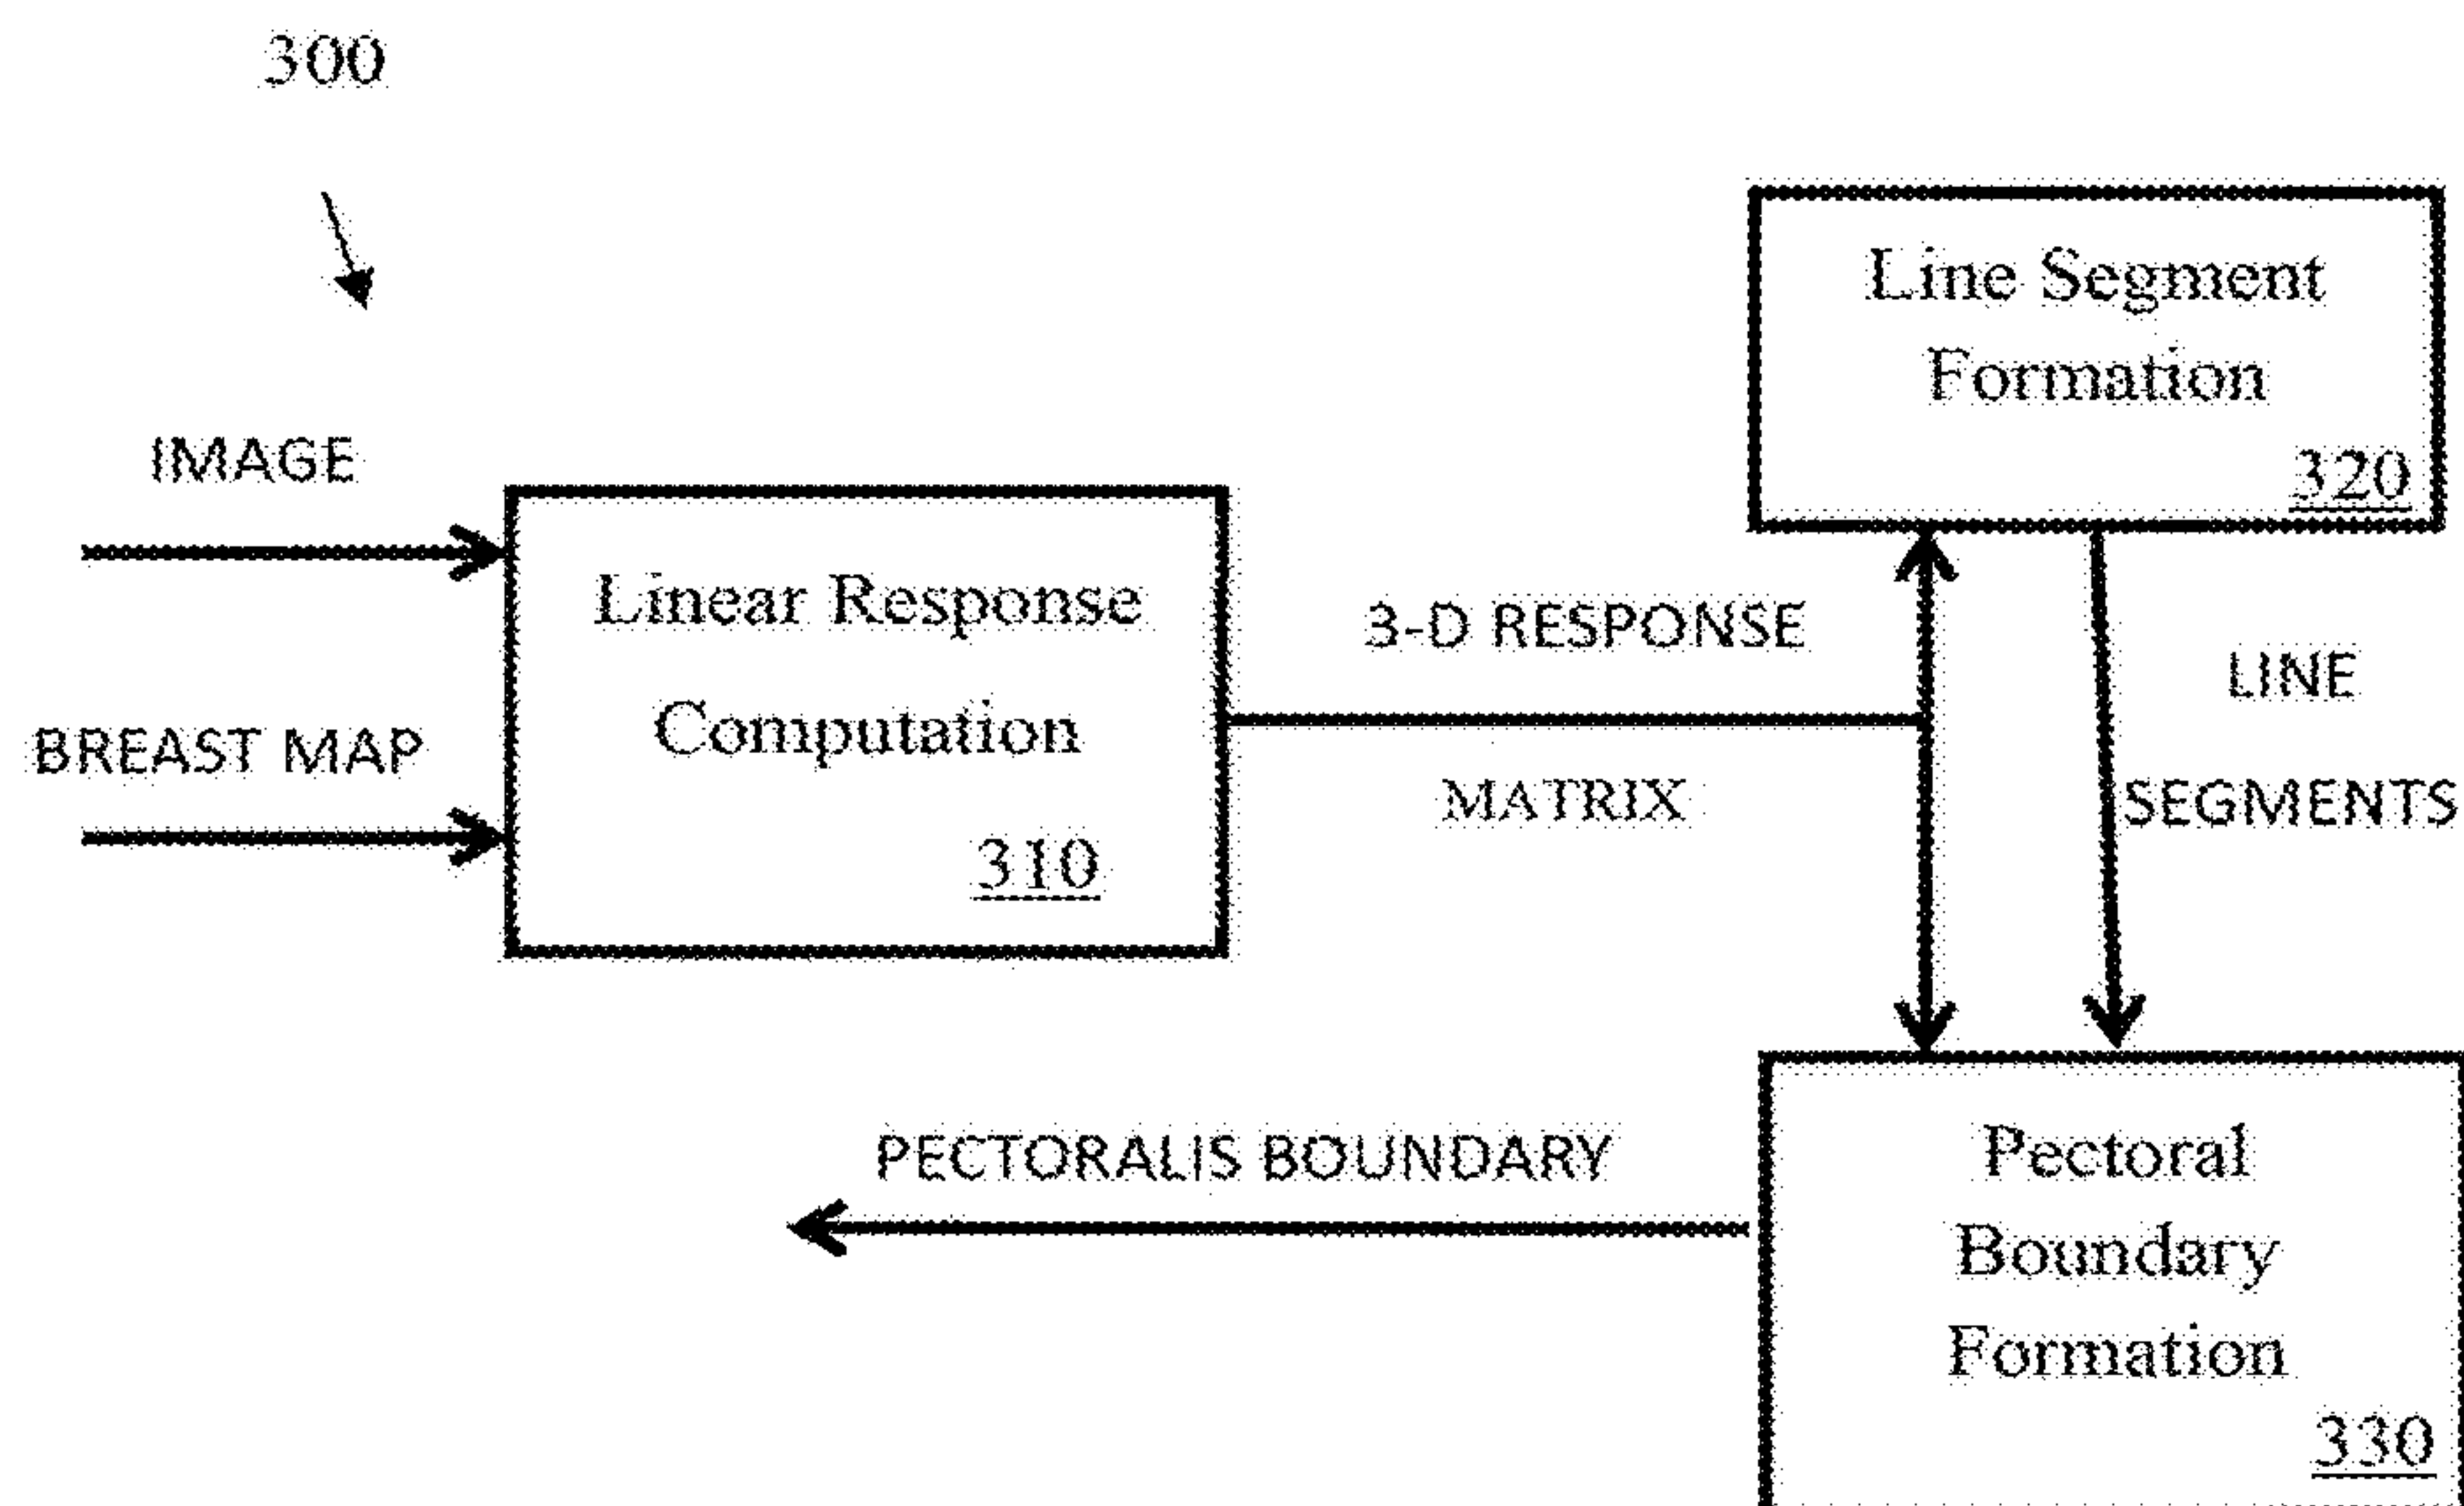 300
IMAGE
BREAST MAP
Linear Response
Computation
310
3-D RESPONSE
MATRIX
Line Segment
Formation
320
LINE
SEGMENTS
Pectoral
Boundary
Formation
330
PECTORALIS BOUNDARY